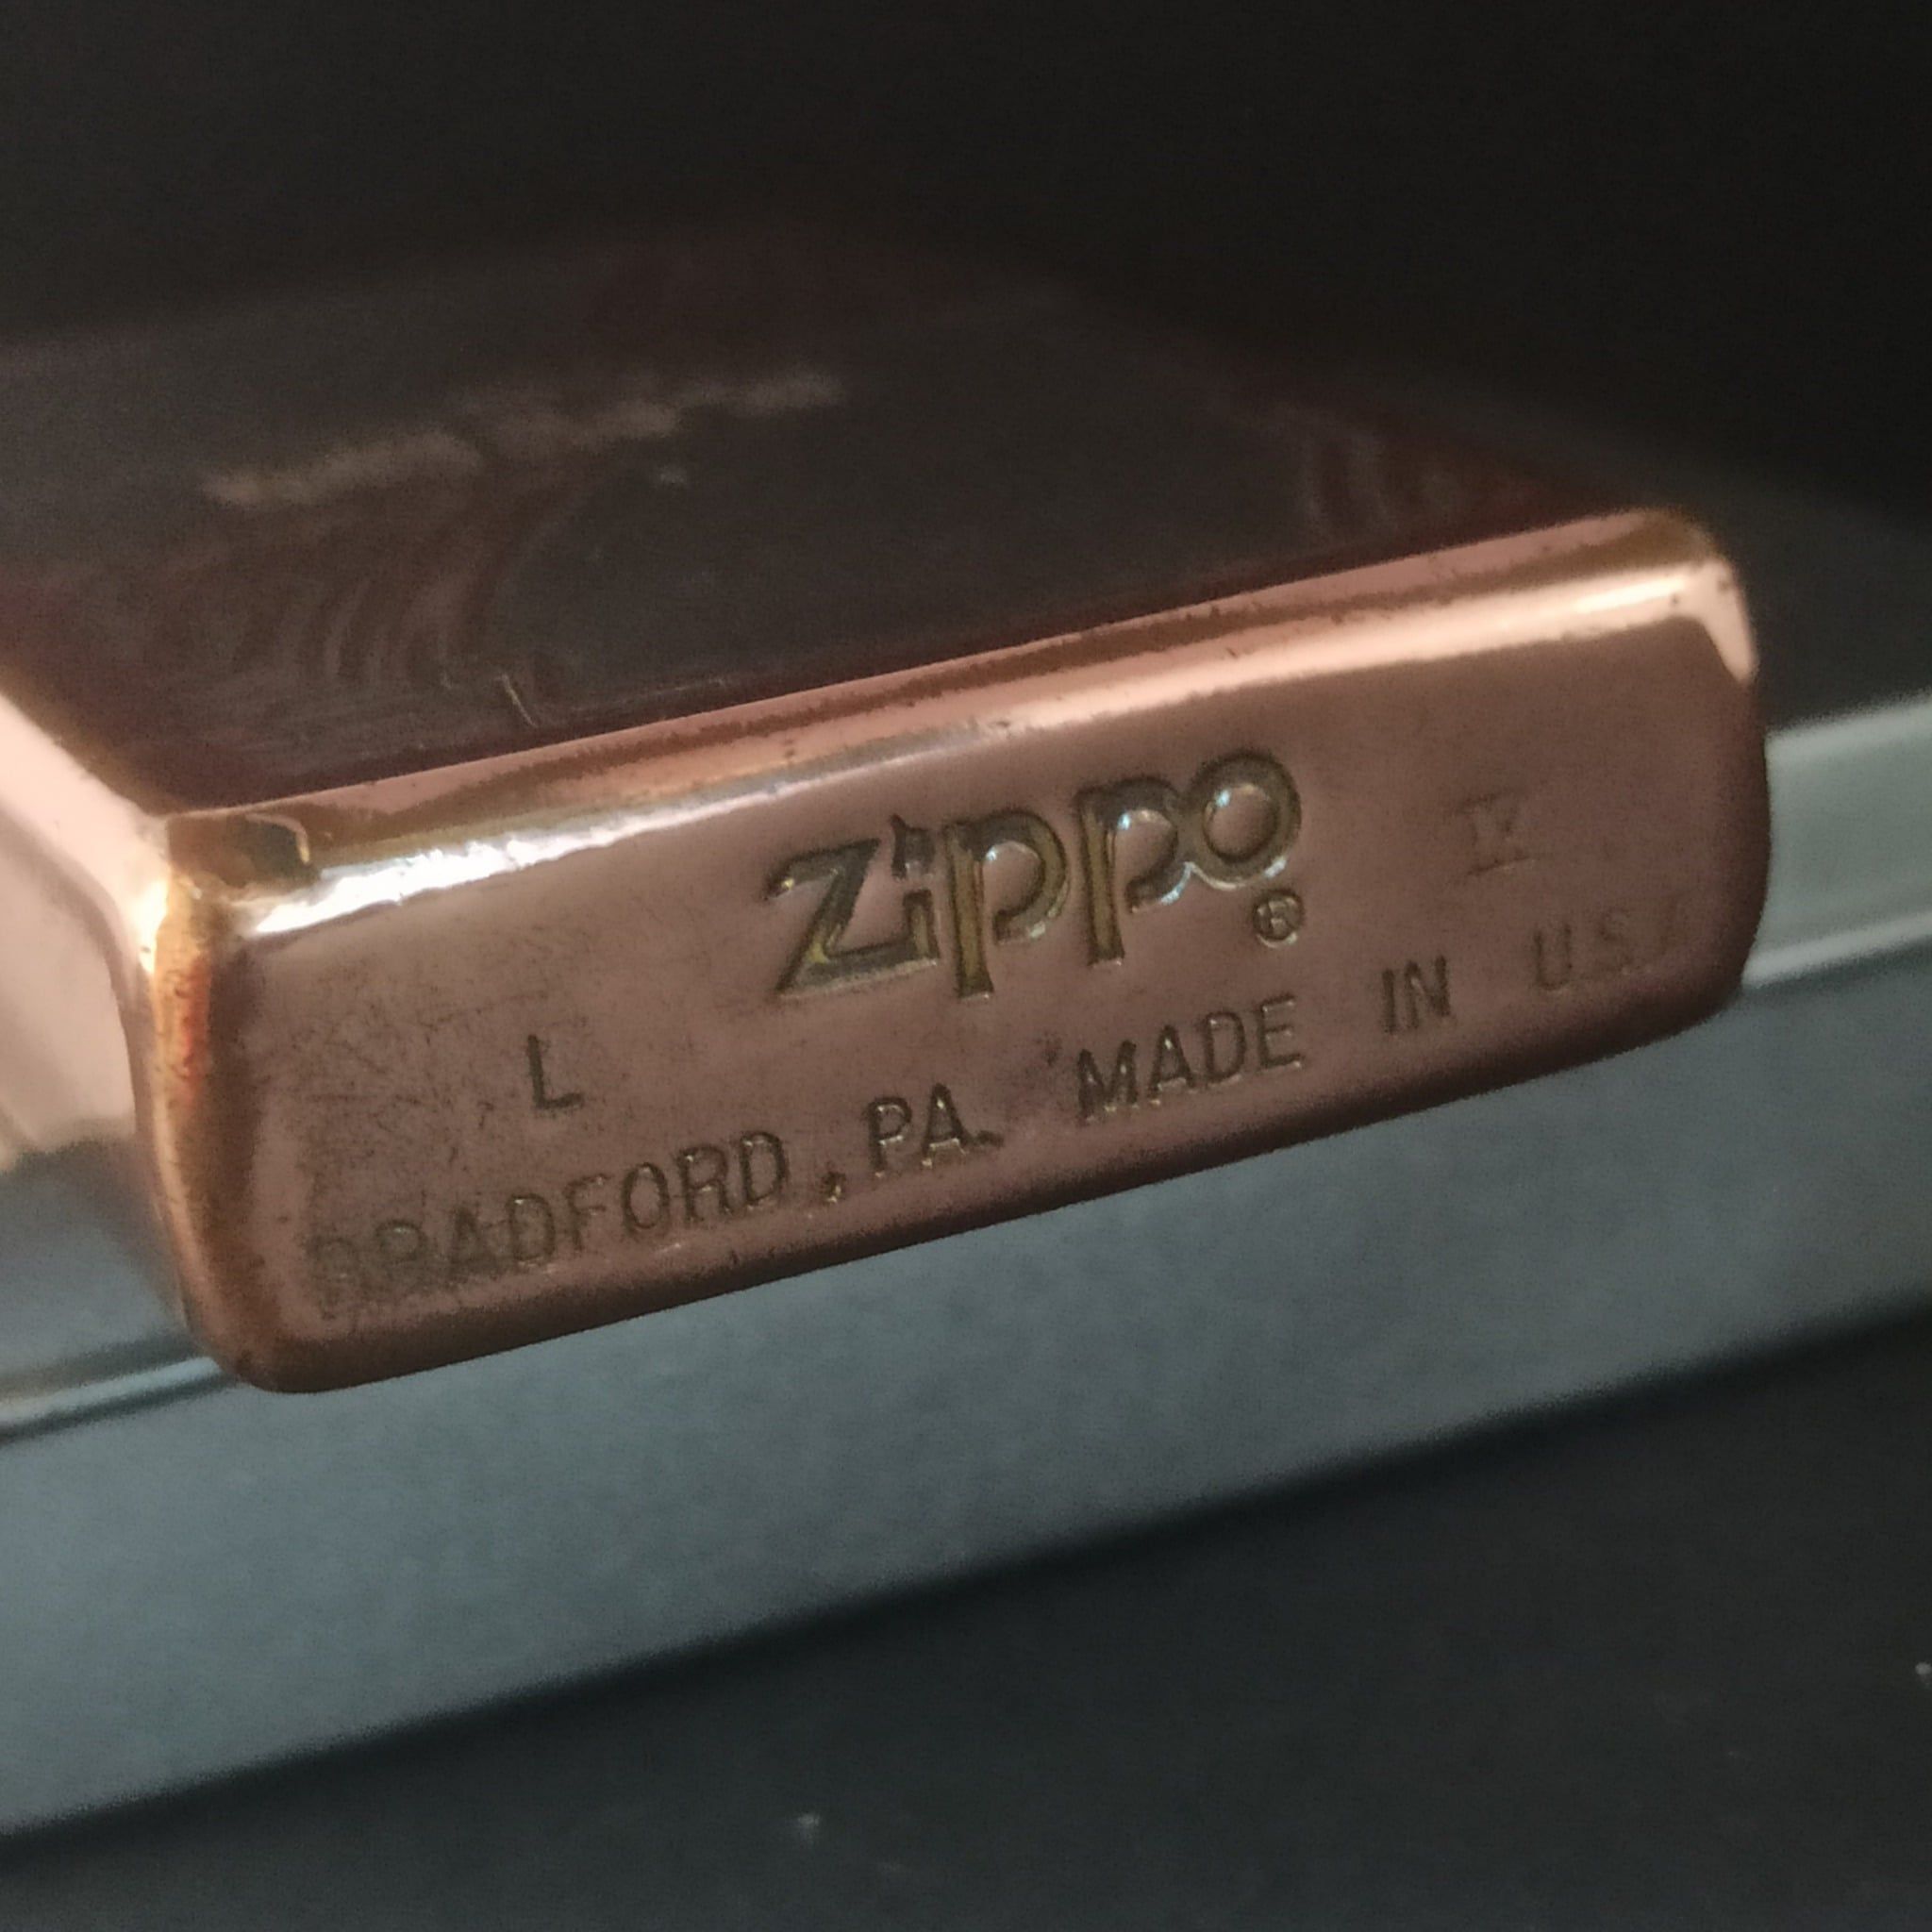 Zippo ®
L
BRADFORD, PA. MADE IN U.S.A